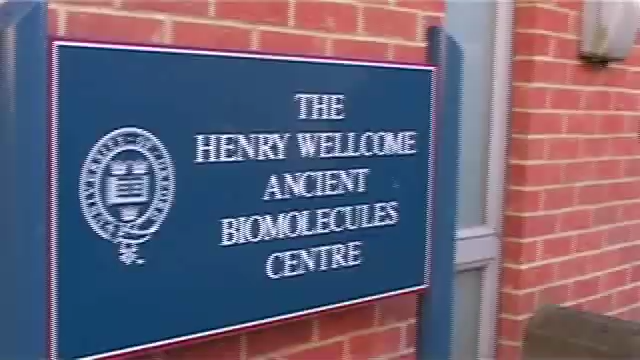 THE
HENRY WELLCOME
ANCIENT
BIOMOLECULES
CENTRE